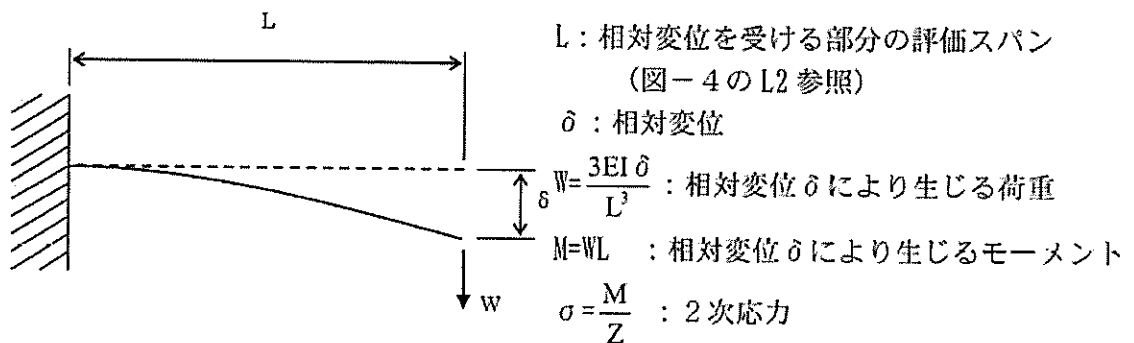 L
L：相対変位を受ける部分の評価スパン
（図－４のL2参照）
δ：相対変位
δ
W=3EIδ/L³：相対変位δにより生じる荷重
M=WL ：相対変位δにより生じるモーメント
W
σ=M/Z ：２次応力